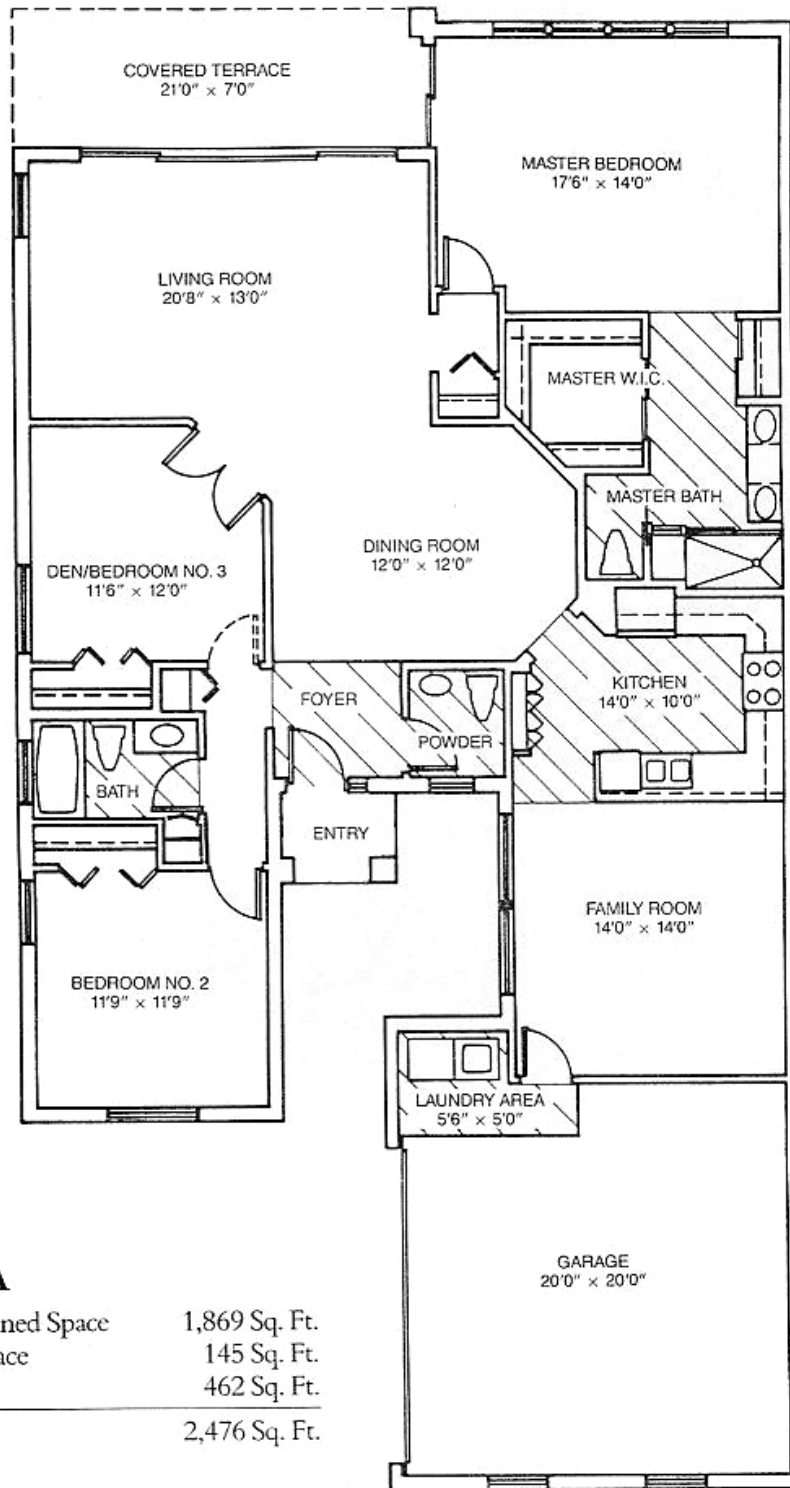 COVERED TERRACE
21'0" × 7'0"
MASTER BEDROOM
17'6" × 14'0"
LIVING ROOM
20'8" × 13'0"
MASTER W.I.C.
MASTER BATH
DINING ROOM
12'0" × 12'0"
DEN/BEDROOM NO. 3
11'6" × 12'0"
KITCHEN
14'0" × 10'0"
FOYER
POWDER
BATH
ENTRY
FAMILY ROOM
14'0" × 14'0"
BEDROOM NO. 2
11'9" × 11'9"
LAUNDRY AREA
5'6" × 5'0"
GARAGE
20'0" × 20'0"
ned Space 1,869 Sq. Ft.
ace 145 Sq. Ft.
462 Sq. Ft.
2,476 Sq. Ft.